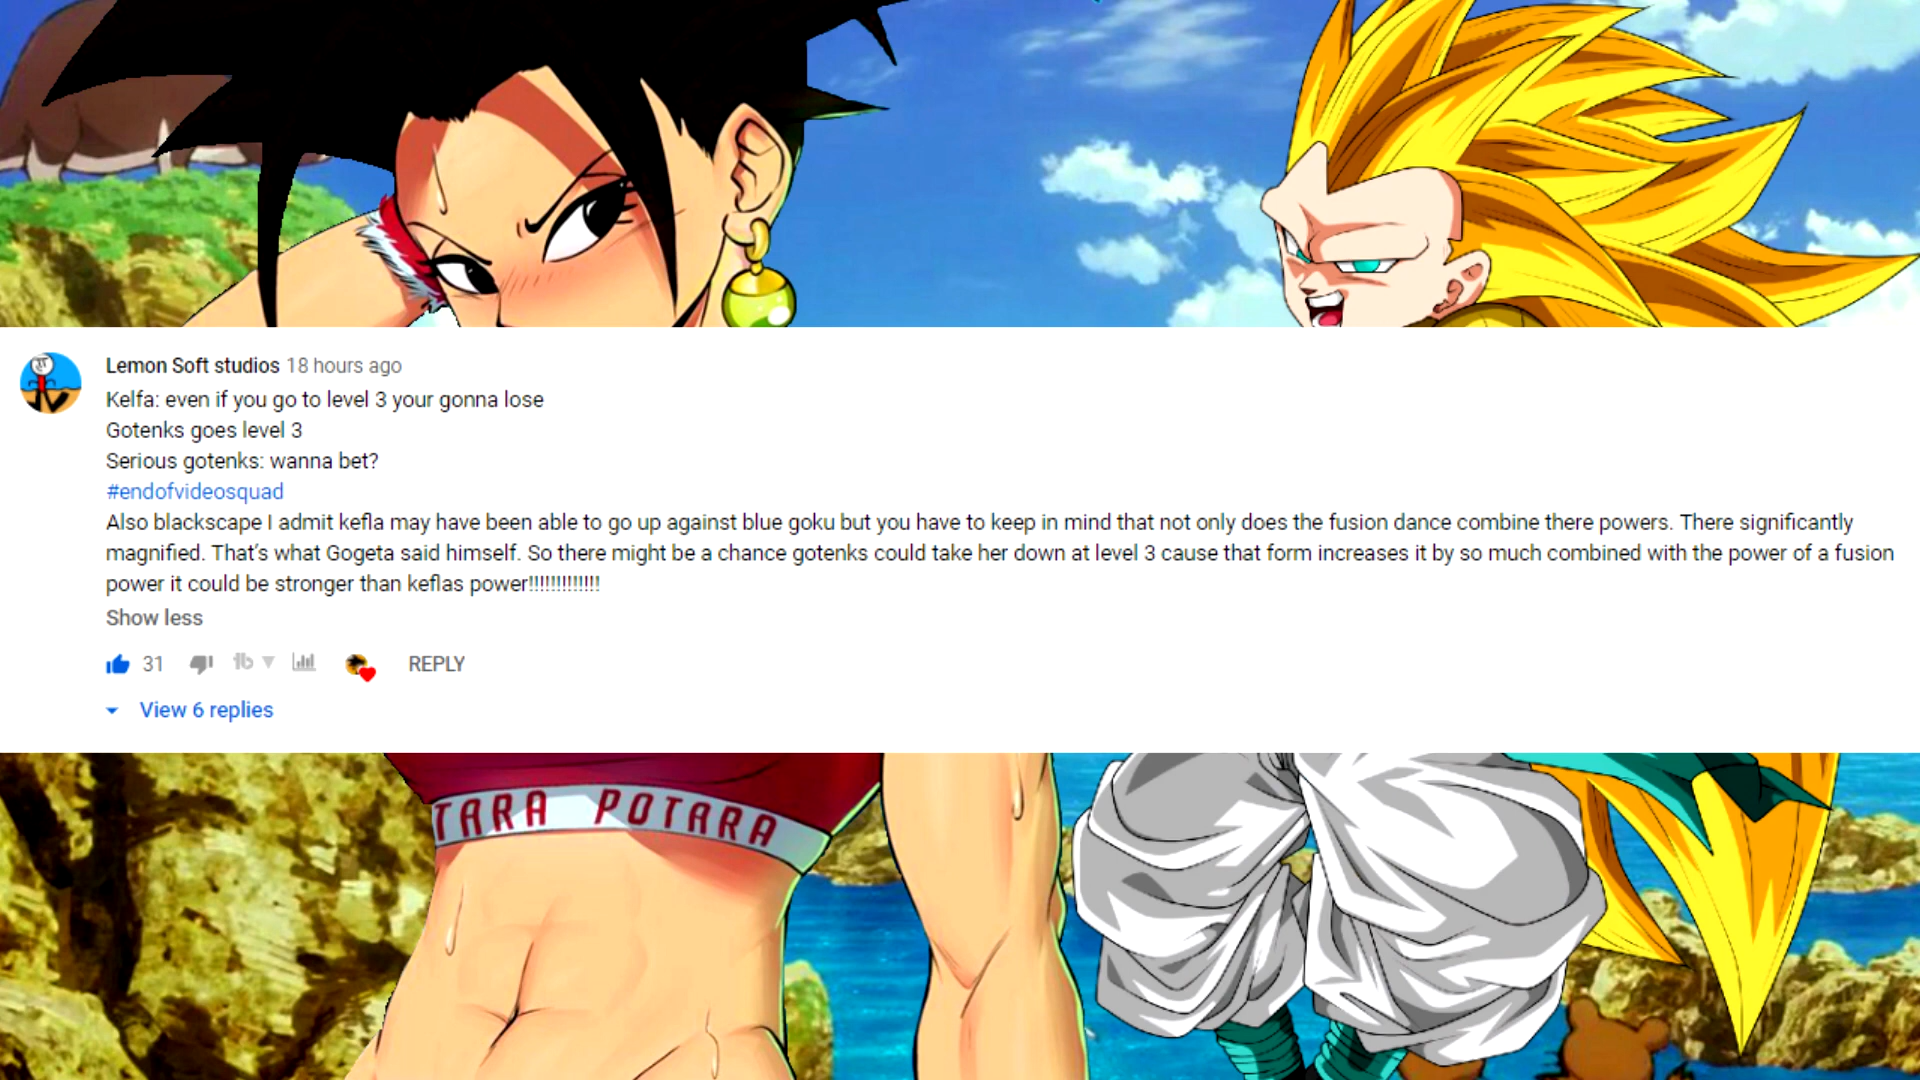 Lemon Soft studios 18 hours ago
Kelfa: even if you go to level 3 your gonna lose
Gotenks goes level 3
Serious gotenks: wanna bet?
#endofvideosquad
Also blackscape I admit kefla may have been able to go up against blue goku but you have to keep in mind that not only does the fusion dance combine there powers. There significantly
magnified. That's what Gogeta said himself. So there might be a chance gotenks could take her down at level 3 cause that form increases it by so much combined with the power of a fusion
power it could be stronger than keflas power!!!!!!!!!!!!!
Show less
31 REPLY
View 6 replies
TARA POTARA